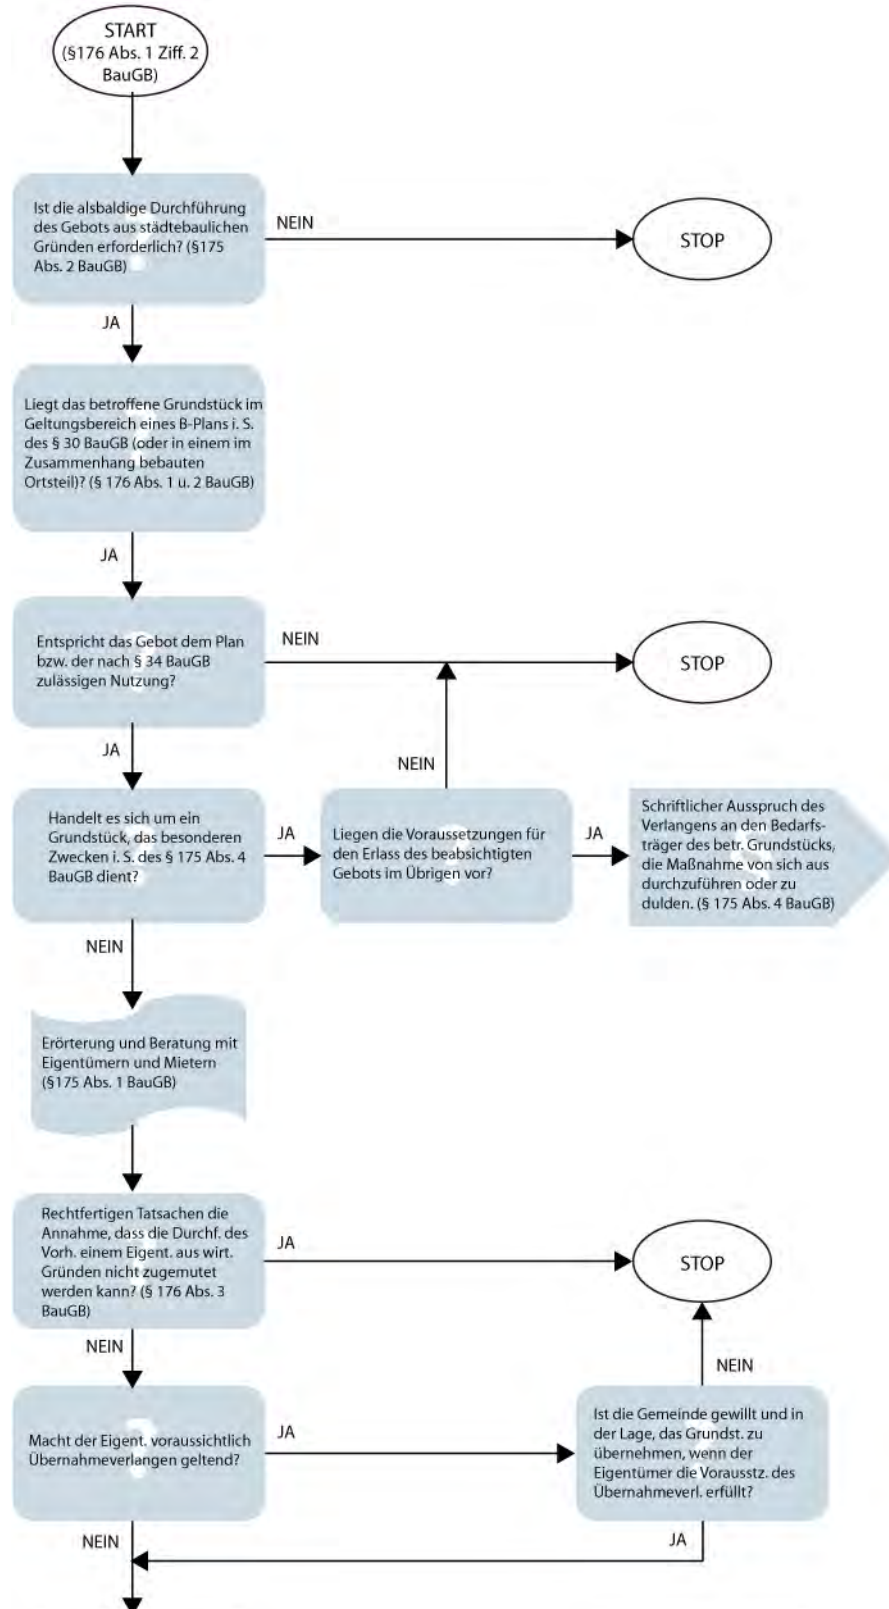 START
(§176 Abs. 1 Ziff. 2
BauGB)
Ist die alsbaldige Durchführung
des Gebots aus städtebaulichen
Gründen erforderlich? (§175
Abs. 2 BauGB)
NEIN
STOP
JA
Liegt das betroffene Grundstück im
Geltungsbereich eines B-Plans i. S.
des § 30 BauGB (oder in einem im
Zusammenhang bebauten
Ortsteil)? (§ 176 Abs. 1 u. 2 BauGB)
JA
Entspricht das Gebot dem Plan
bzw. der nach § 34 BauGB
zulässigen Nutzung?
NEIN
STOP
JA
NEIN
Handelt es sich um ein
Grundstück, das besonderen
Zwecken i. S. des § 175 Abs. 4
BauGB dient?
JA
Liegen die Voraussetzungen für
den Erlass des beabsichtigten
Gebots im Übrigen vor?
JA
Schriftlicher Ausspruch des
Verlangens an den Bedarfs-
träger des betr. Grundstücks,
die Maßnahme von sich aus
durchzuführen oder zu
dulden. (§ 175 Abs. 4 BauGB)
NEIN
Erörterung und Beratung mit
Eigentümern und Mietern
(§175 Abs. 1 BauGB)
Rechtfertigen Tatsachen die
Annahme, dass die Durchf. des
Vorh. einem Eigent. aus wirt.
Gründen nicht zugemutet
werden kann? (§ 176 Abs. 3
BauGB)
JA
STOP
NEIN
NEIN
Macht der Eigent. voraussichtlich
Übernahmeverlangen geltend?
JA
Ist die Gemeinde gewillt und in
der Lage, das Grundst. zu
übernehmen, wenn der
Eigentümer die Vorausstz. des
Übernahmeverl. erfüllt?
NEIN
JA